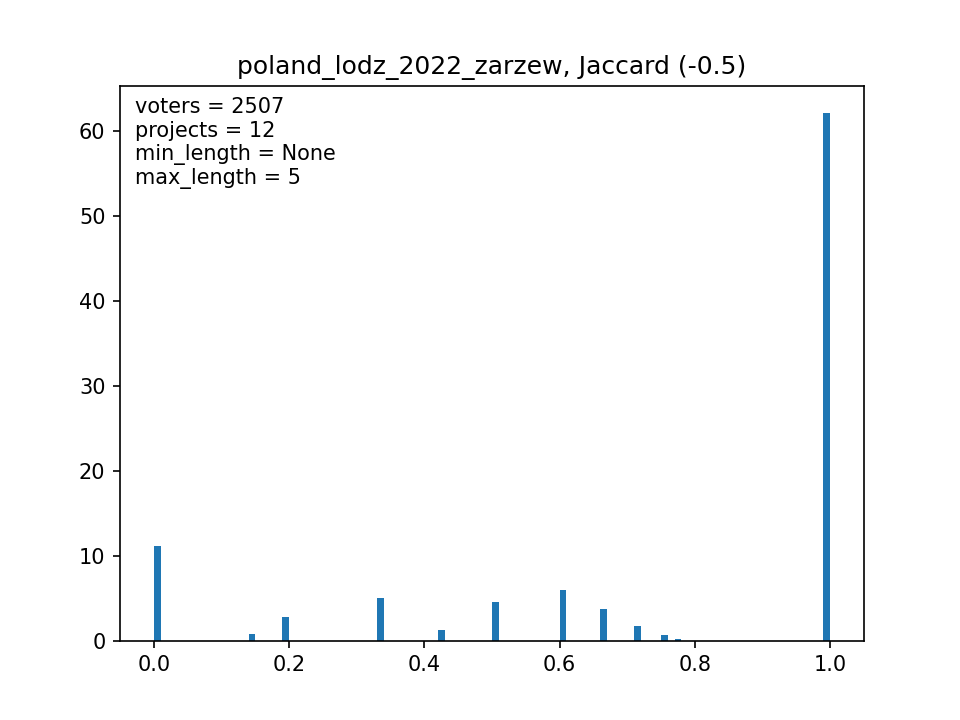 poland_lodz_2022_zarzew, Jaccard (-0.5)
voters = 2507
projects = 12
min_length = None
max_length = 5
60
50
40
30
20
10
0
0.0 0.2 0.4 0.6 0.8 1.0